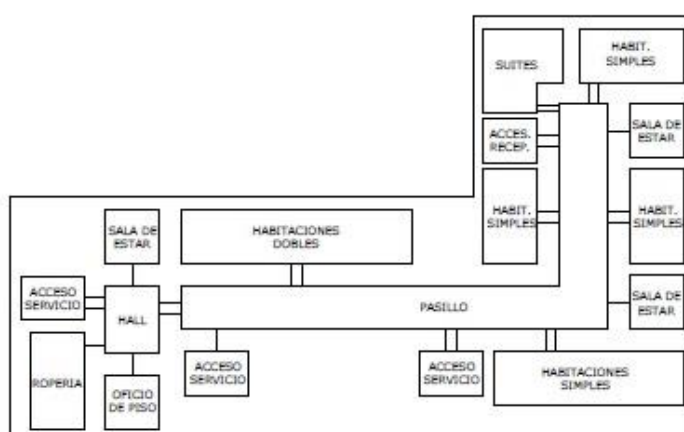 SUITES
HABIT.
SIMPLES
ACCES.
RECEP.
SALA DE
ESTAR
HABIT.
SIMPLES
HABIT.
SIMPLES
SALA DE
ESTAR
HABITACIONES
DOBLES
ACCESO
SERVICIO
HALL
PASILLO
SALA DE
ESTAR
ROPERIA
OFICIO
DE PISO
ACCESO
SERVICIO
ACCESO
SERVICIO
HABITACIONES
SIMPLES